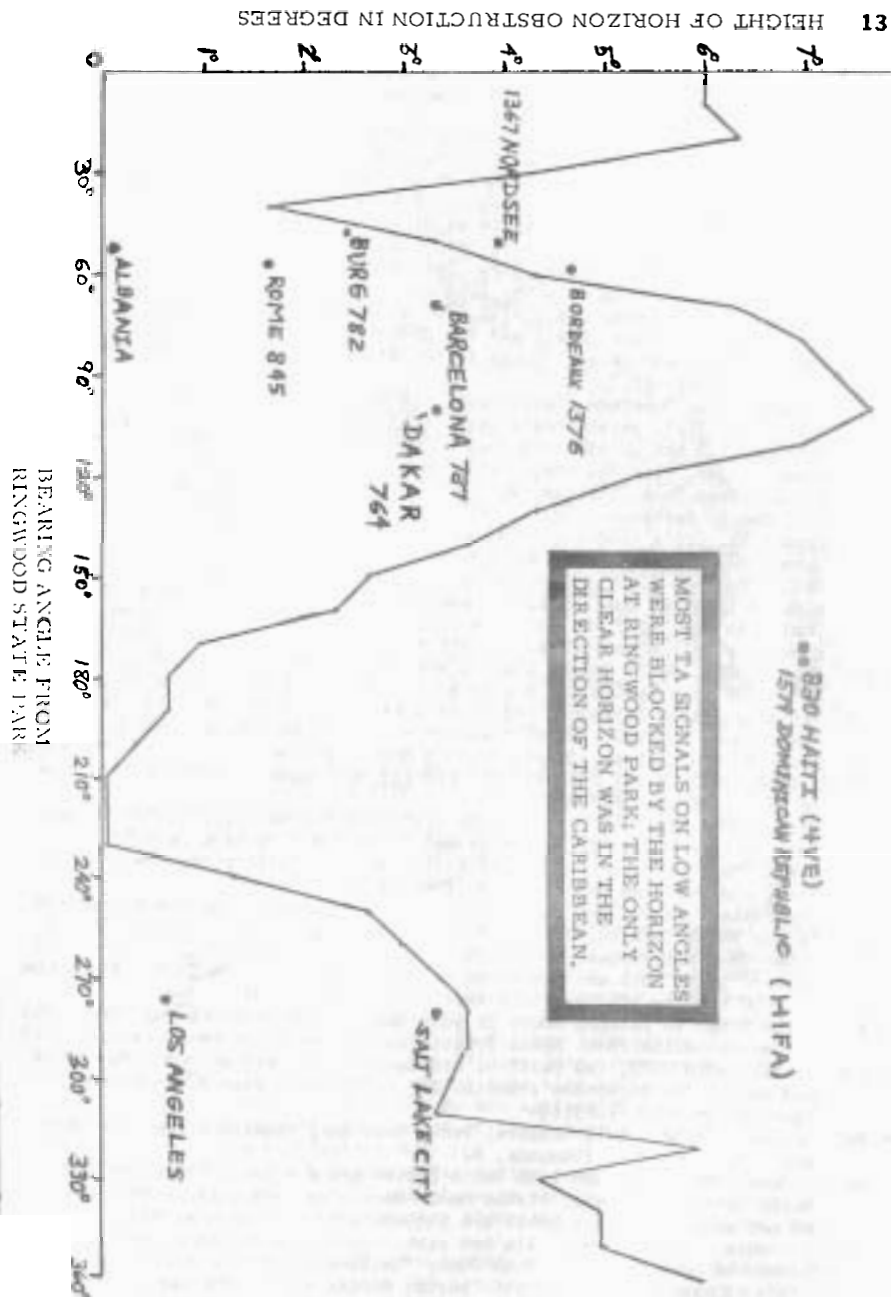 13
HEIGHT OF HORIZON OBSTRUCTION IN DEGREES
0
1°
2°
3°
4°
5°
6°
7°
30°
60°
90°
120°
150°
180°
210°
240°
270°
300°
330°
360°
BEARING ANGLE FROM
RINGWOOD STATE PARK
830 HAITI (4VE)
1579 DOMINICAN REPUBLIC (HIFA)
MOST TA SIGNALS ON LOW ANGLES
WERE BLOCKED BY THE HORIZON
AT RINGWOOD PARK; THE ONLY
CLEAR HORIZON WAS IN THE
DIRECTION OF THE CARIBBEAN.
BORDEAUX 1376
1367 NORDSEE
BARCELONA 787
DAKAR
764
BURG 782
ROME 845
ALBANIA
SALT LAKE CITY
LOS ANGELES